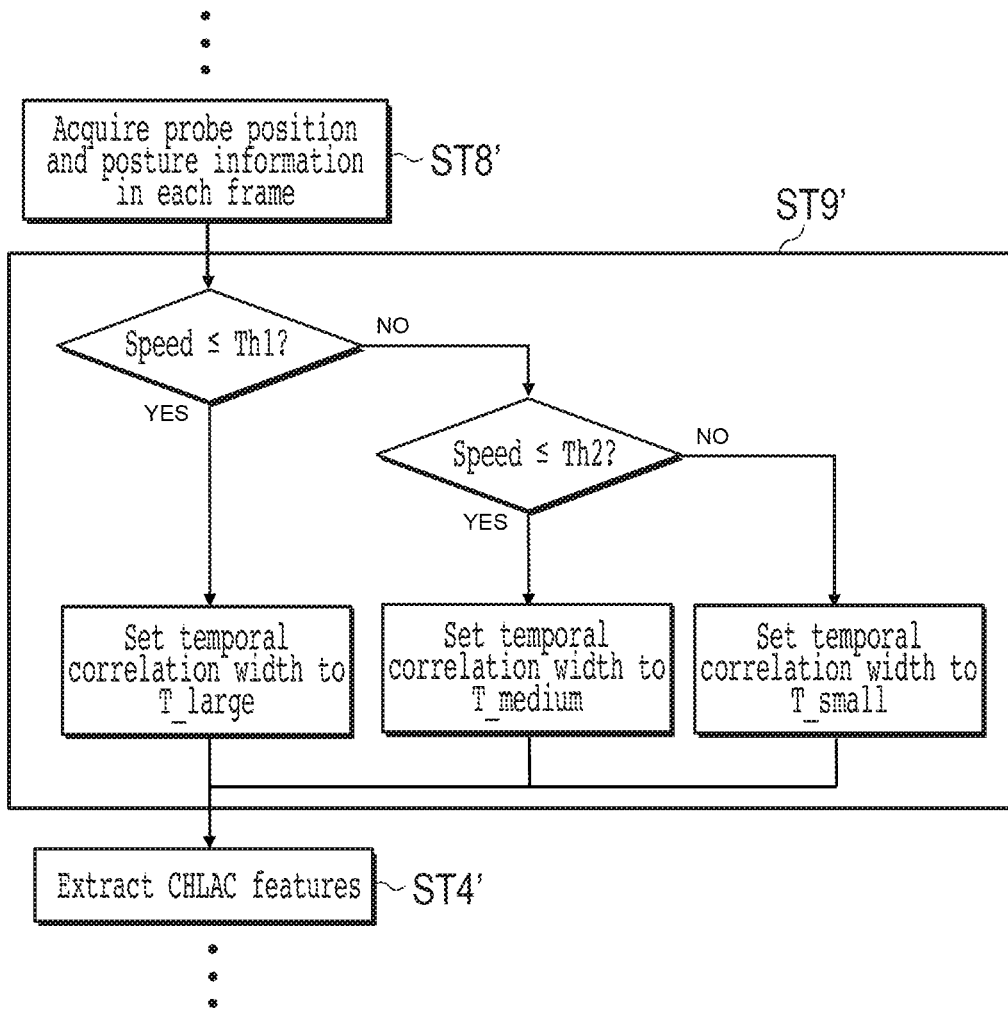 Acquire probe position
and posture information
in each frame
ST8'
ST9'
Speed ≤ Th1?
NO
YES
Speed ≤ Th2?
NO
YES
Set temporal
correlation width to
T_large
Set temporal
correlation width to
T_medium
Set temporal
correlation width to
T_small
Extract CHLAC features
ST4'